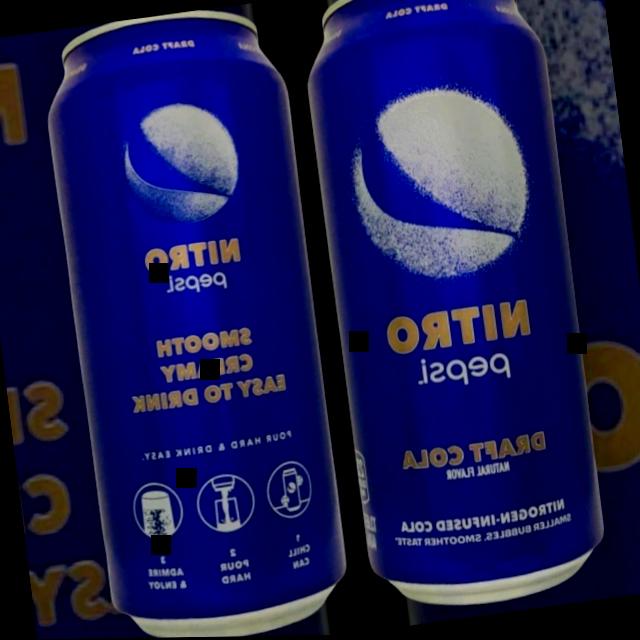 DRAFT COLA
NITRO
pepsi.
SMOOTH
CREAMY
EASY TO DRINK
POUR HARD & DRINK EASY.
1
CHILL
CAN
2
POUR
HARD
3
ADMIRE
& ENJOY
DRAFT COLA
NITRO
pepsi.
DRAFT COLA
NATURAL FLAVOR
NITROGEN-INFUSED COLA
SMALLER BUBBLES, SMOOTHER TASTE